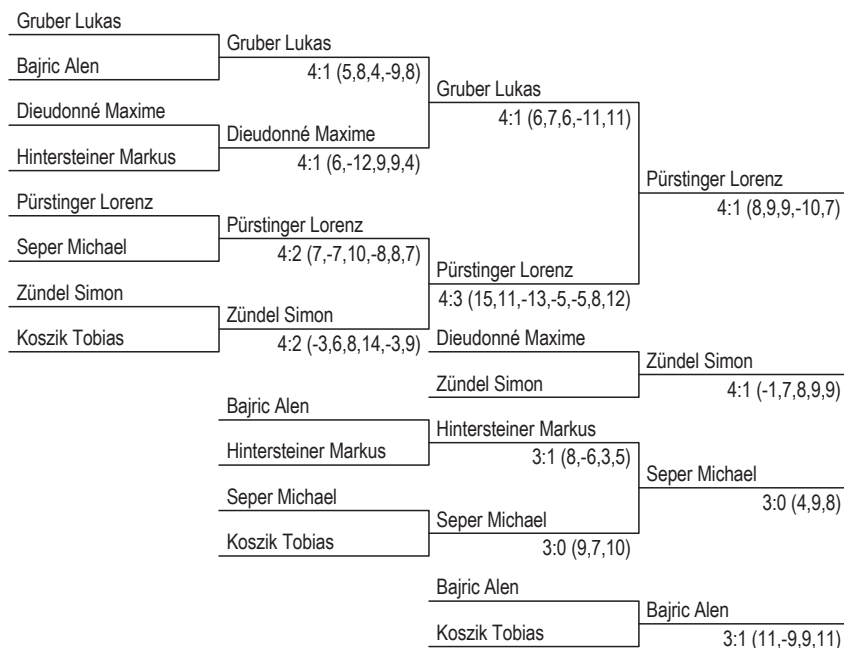 Gruber Lukas
Gruber Lukas
Bajric Alen
4:1 (5,8,4,-9,8)
Gruber Lukas
Dieudonné Maxime
4:1 (6,7,6,-11,11)
Dieudonné Maxime
Hintersteiner Markus
4:1 (6,-12,9,9,4)
Pürstinger Lorenz
Pürstinger Lorenz
4:1 (8,9,9,-10,7)
Pürstinger Lorenz
Seper Michael
4:2 (7,-7,10,-8,8,7)
Pürstinger Lorenz
Zündel Simon
4:3 (15,11,-13,-5,-5,8,12)
Zündel Simon
Koszik Tobias
4:2 (-3,6,8,14,-3,9)
Dieudonné Maxime
Zündel Simon
Zündel Simon
4:1 (-1,7,8,9,9)
Bajric Alen
Hintersteiner Markus
Hintersteiner Markus
3:1 (8,-6,3,5)
Seper Michael
Seper Michael
3:0 (4,9,8)
Seper Michael
Koszik Tobias
3:0 (9,7,10)
Bajric Alen
Bajric Alen
Koszik Tobias
3:1 (11,-9,9,11)